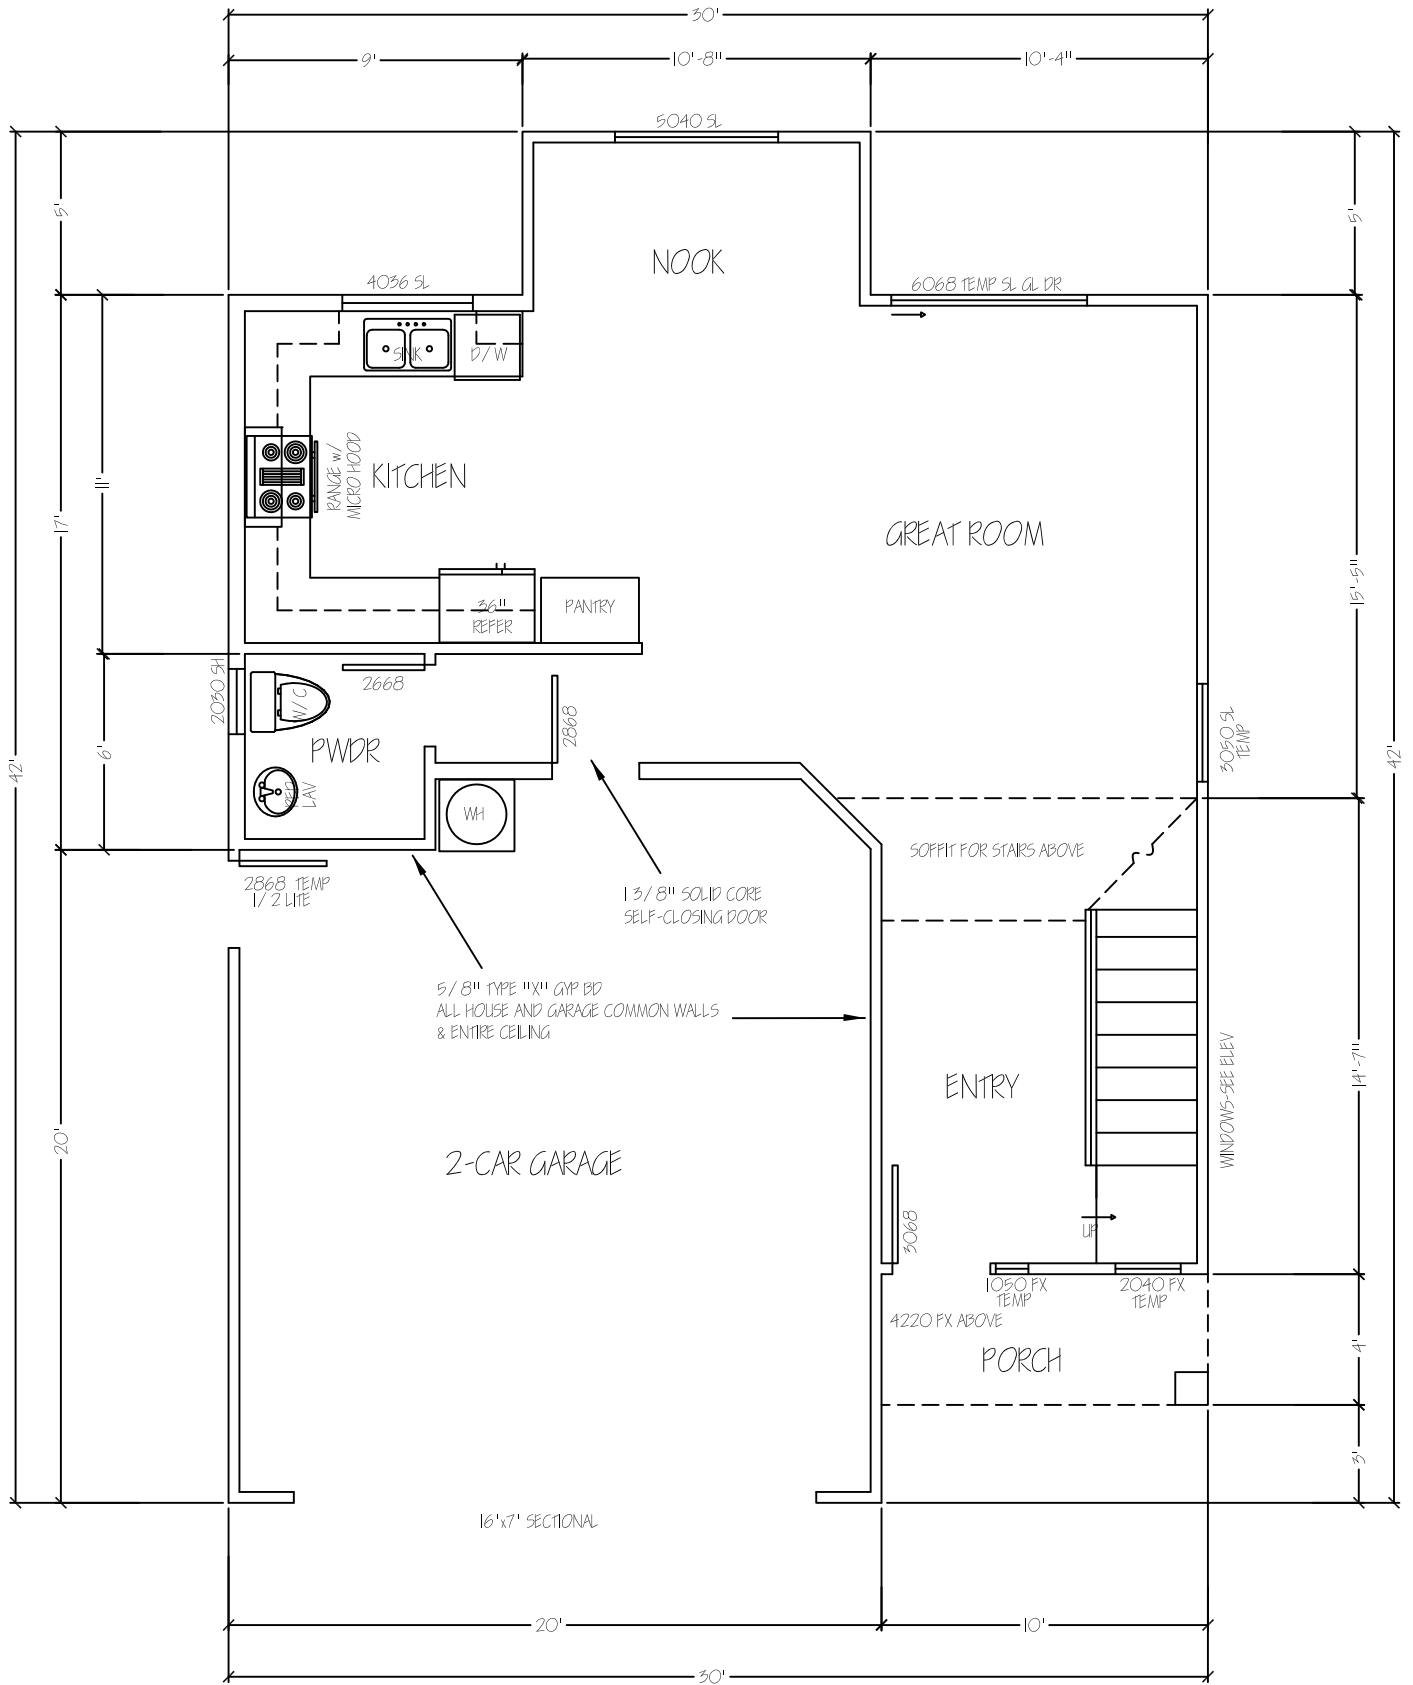 30'
9'
10'-8"
10'-4"
5040 SL
5'
5'
NOOK
4036 SL
6068 TEMP SL GL DR
SINK
D/W
RANGE w/
MICRO HOOD
KITCHEN
11'
17'
GREAT ROOM
15'-5"
36"
REFER
PANTRY
2030 SH
W/C
2668
2868
PWDR
6'
3050 SL
TEMP
42'
42'
PED
LAV
WH
SOFFIT FOR STAIRS ABOVE
2868 TEMP
1/2 LITE
1 3/8" SOLID CORE
SELF-CLOSING DOOR
5/8" TYPE "X" GYP BD
ALL HOUSE AND GARAGE COMMON WALLS
& ENTIRE CEILING
14'-7"
ENTRY
WINDOWS-SEE ELEV
20'
2-CAR GARAGE
3068
UP
1050 FX
TEMP
2040 FX
TEMP
4220 FX ABOVE
PORCH
4'
3'
16'x7' SECTIONAL
20'
10'
30'